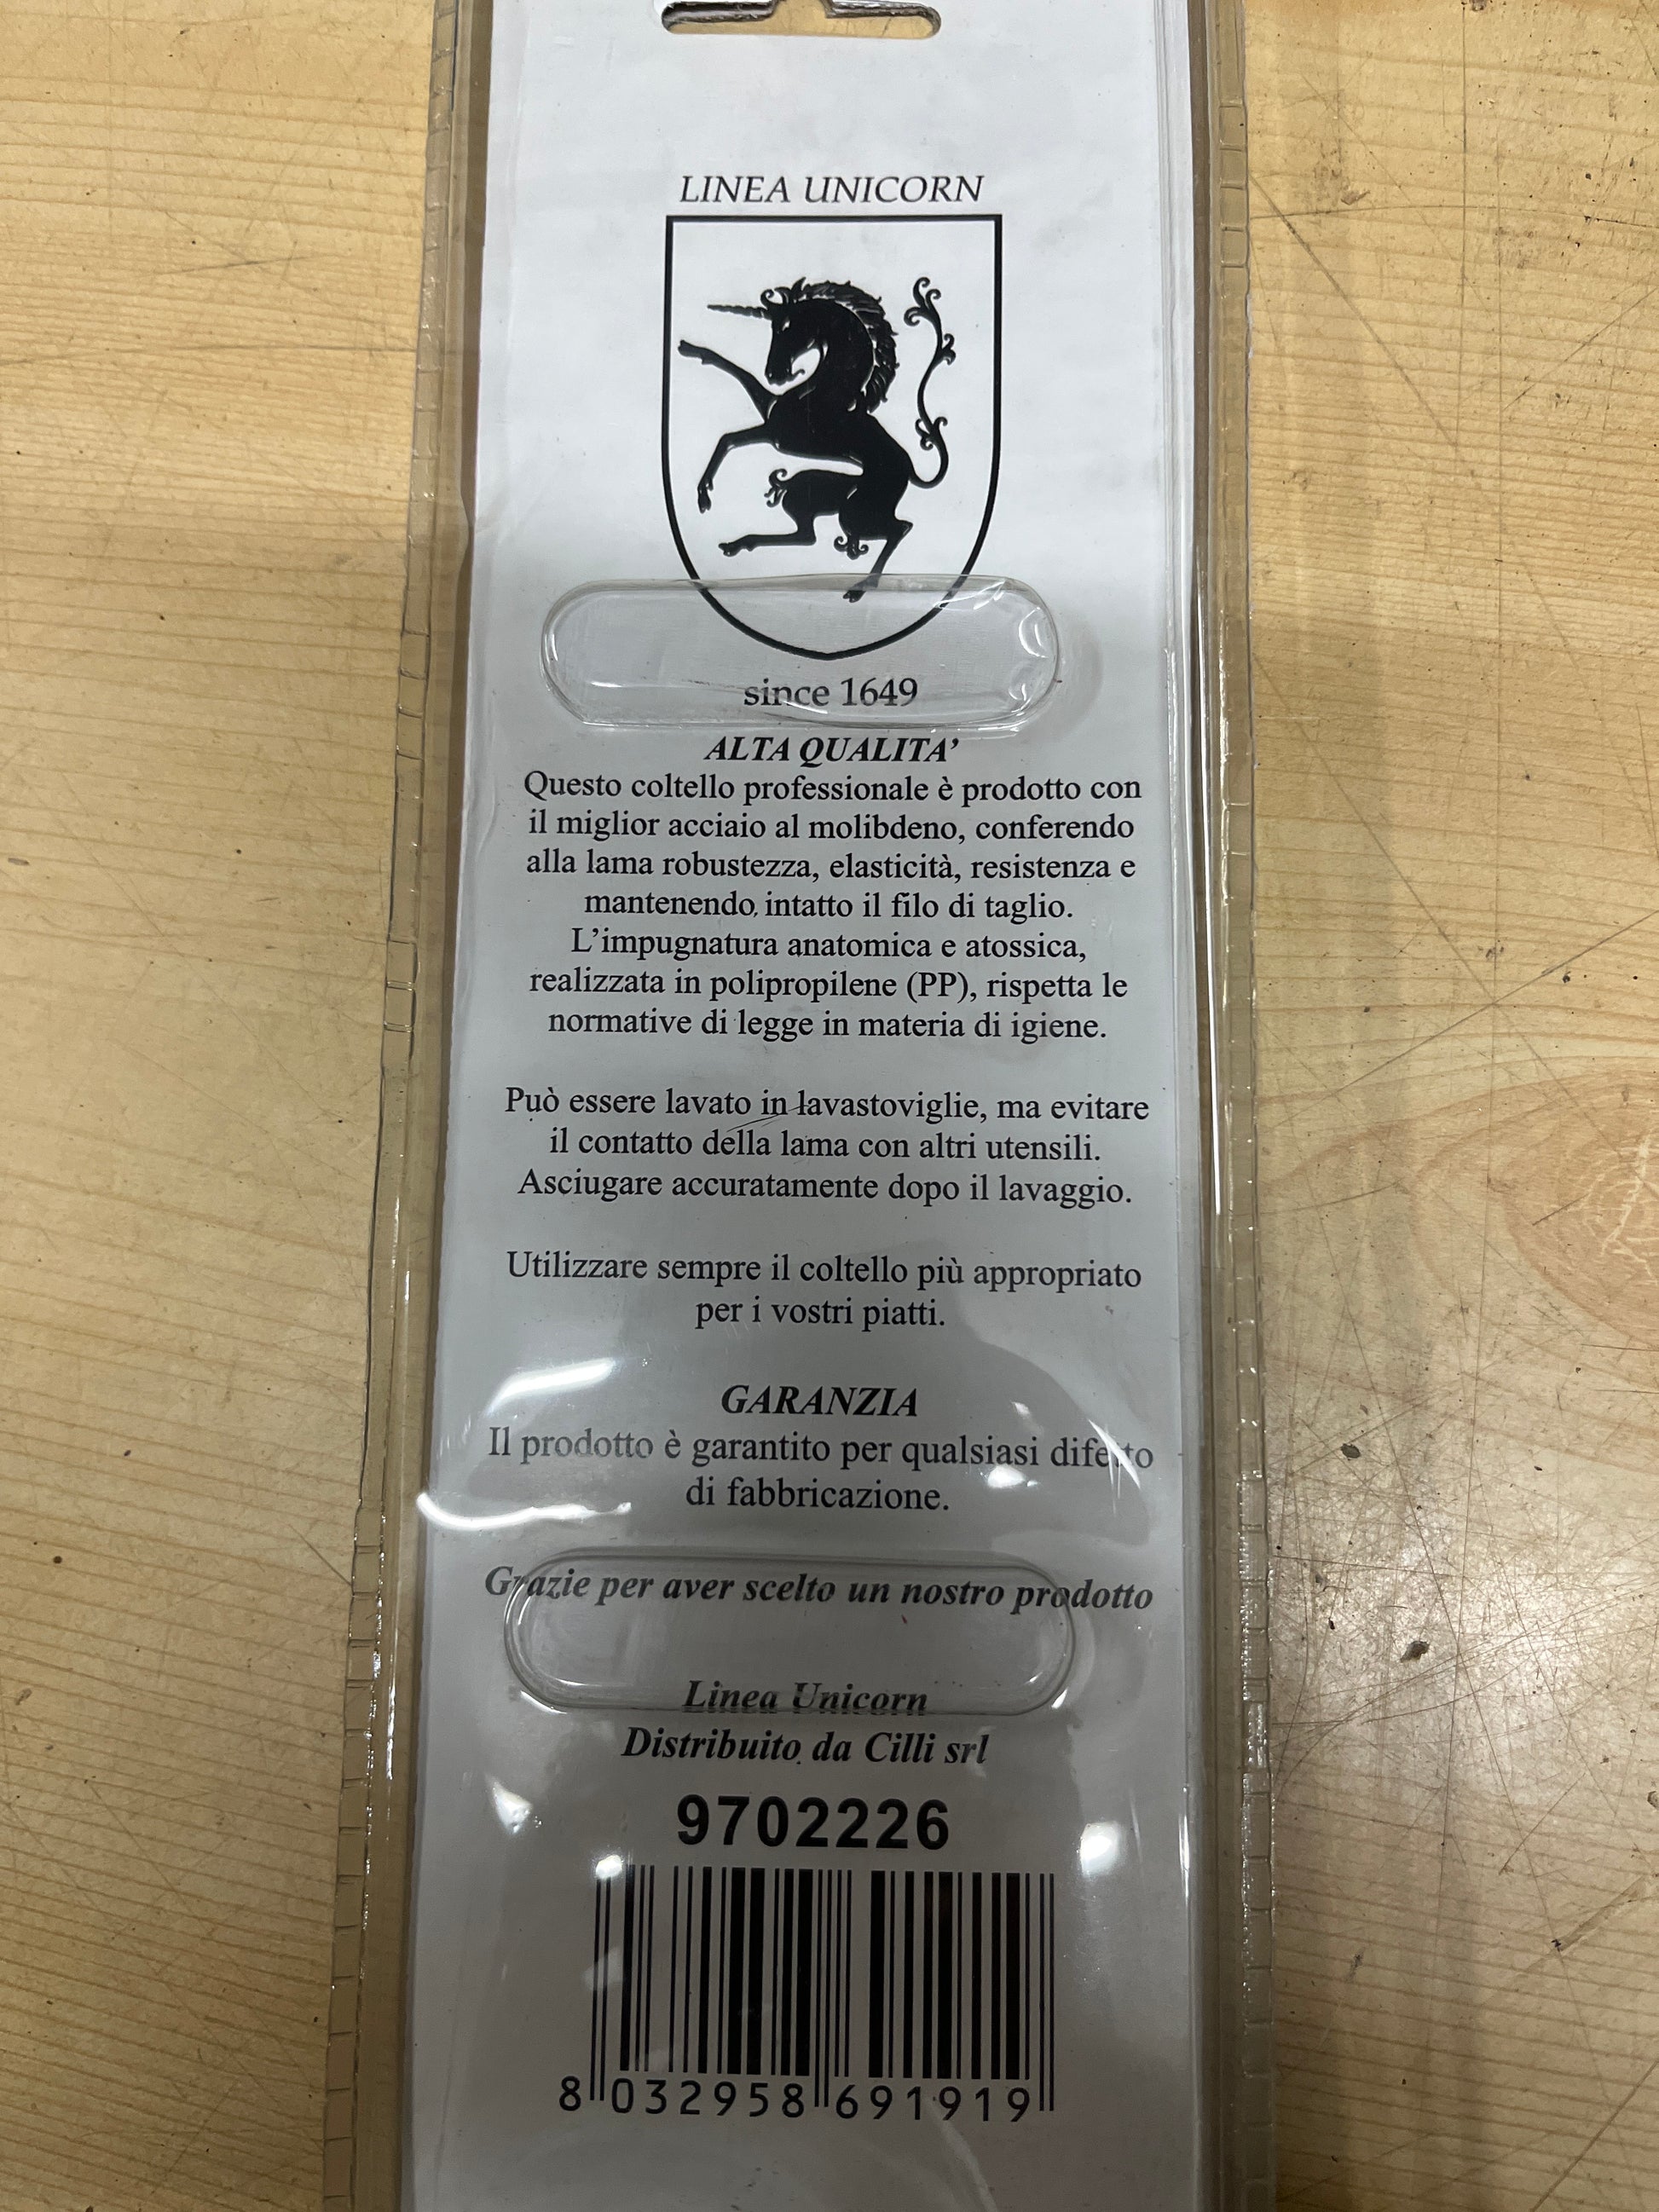 LINEA UNICORN
since 1649
ALTA QUALITA'
Questo coltello professionale è prodotto con
il miglior acciaio al molibdeno, conferendo
alla lama robustezza, elasticità, resistenza e
mantenendo intatto il filo di taglio.
L'impugnatura anatomica e atossica,
realizzata in polipropilene (PP), rispetta le
normative di legge in materia di igiene.
Può essere lavato in lavastoviglie, ma evitare
il contatto della lama con altri utensili.
Asciugare accuratamente dopo il lavaggio.
Utilizzare sempre il coltello più appropriato
per i vostri piatti.
GARANZIA
Il prodotto è garantito per qualsiasi difetto
di fabbricazione.
Grazie per aver scelto un nostro prodotto
Linea Unicorn
Distribuito da Cilli srl
9702226
8 032958 691919